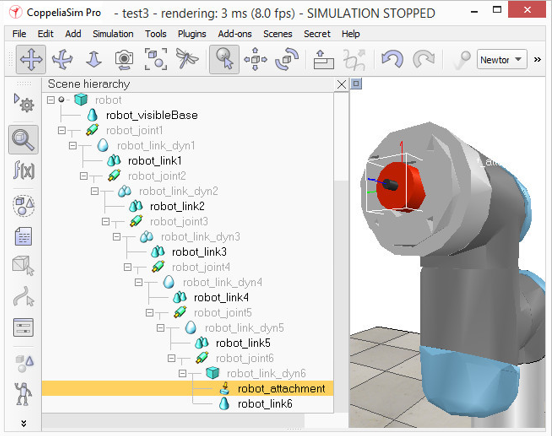 CoppeliaSim Pro - test3 - rendering: 3 ms (8.0 fps) - SIMULATION STOPPED
File Edit Add Simulation Tools Plugins Add-ons Scenes Secret Help
Newtor
Scene hierarchy
robot
robot_visibleBase
robot_joint1
robot_link_dyn1
robot_link1
robot_joint2
robot_link_dyn2
robot_link2
robot_joint3
robot_link_dyn3
robot_link3
robot_joint4
robot_link_dyn4
robot_link4
robot_joint5
robot_link_dyn5
robot_link5
robot_joint6
robot_link_dyn6
robot_attachment
robot_link6
f(x)